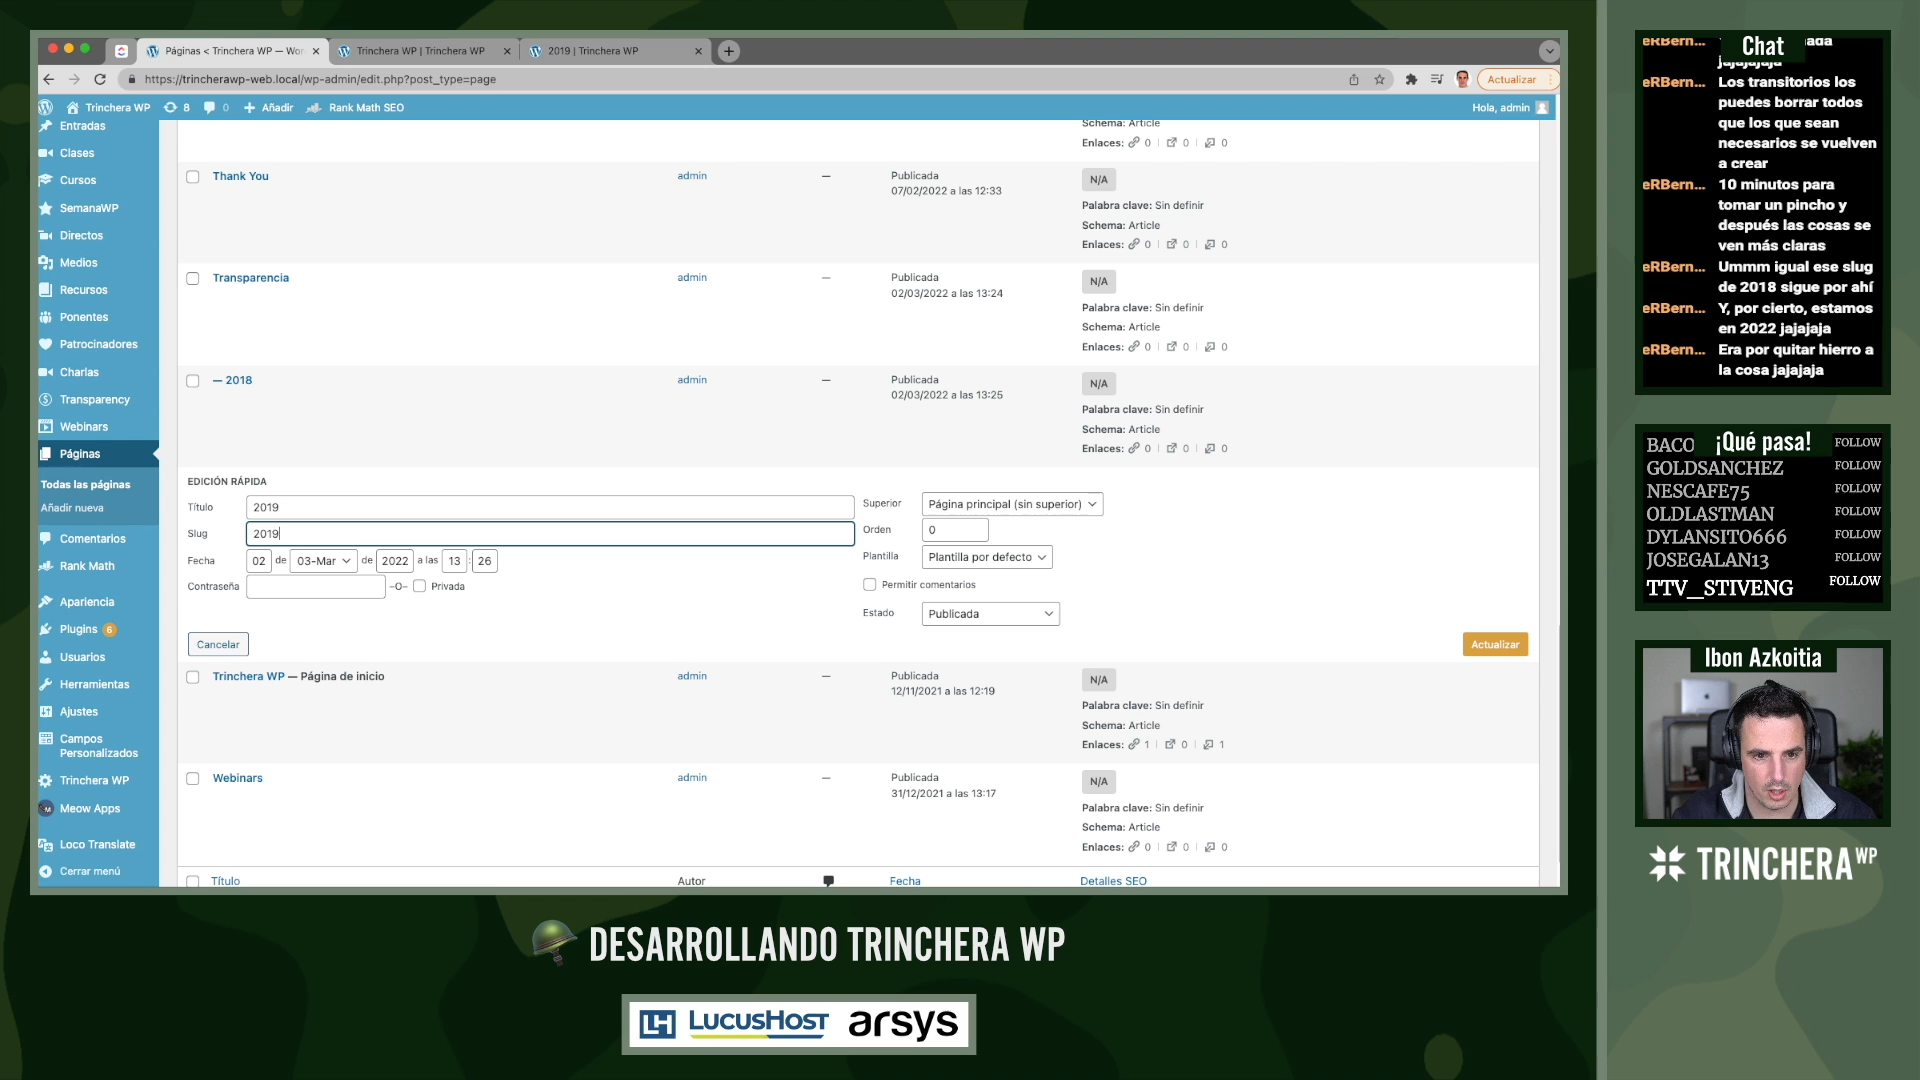 Páginas < Trinchera WP — Wor
Trinchera WP | Trinchera WP
2019 | Trinchera WP
https://trincherawp-web.local/wp-admin/edit.php?post_type=page
Actualizar
Trinchera WP
8
0
Añadir
Rank Math SEO
Hola, admin
Entradas
Clases
Cursos
SemanaWP
Directos
Medios
Recursos
Ponentes
Patrocinadores
Charlas
Transparency
Webinars
Páginas
Todas las páginas
Añadir nueva
Comentarios
Rank Math
Apariencia
Plugins 6
Usuarios
Herramientas
Ajustes
Campos
Personalizados
Trinchera WP
Meow Apps
Loco Translate
Cerrar menú
Schema: Article
Enlaces: 0 | 0 | 0
Thank You
admin
—
Publicada
07/02/2022 a las 12:33
N/A
Palabra clave: Sin definir
Schema: Article
Enlaces: 0 | 0 | 0
Transparencia
admin
—
Publicada
02/03/2022 a las 13:24
N/A
Palabra clave: Sin definir
Schema: Article
Enlaces: 0 | 0 | 0
— 2018
admin
—
Publicada
02/03/2022 a las 13:25
N/A
Palabra clave: Sin definir
Schema: Article
Enlaces: 0 | 0 | 0
EDICIÓN RÁPIDA
Título 2019
Slug 2019
Fecha 02 de 03-Mar de 2022 a las 13 : 26
Contraseña –O– Privada
Superior Página principal (sin superior)
Orden 0
Plantilla Plantilla por defecto
Permitir comentarios
Estado Publicada
Cancelar
Actualizar
Trinchera WP — Página de inicio
admin
—
Publicada
12/11/2021 a las 12:19
N/A
Palabra clave: Sin definir
Schema: Article
Enlaces: 1 | 0 | 1
Webinars
admin
—
Publicada
31/12/2021 a las 13:17
N/A
Palabra clave: Sin definir
Schema: Article
Enlaces: 0 | 0 | 0
Título
Autor
Fecha
Detalles SEO
Chat
eRBern... ada
jajajajaja
eRBern... Los transitorios los
puedes borrar todos
que los que sean
necesarios se vuelven
a crear
eRBern... 10 minutos para
tomar un pincho y
después las cosas se
ven más claras
eRBern... Ummm igual ese slug
de 2018 sigue por ahí
eRBern... Y, por cierto, estamos
en 2022 jajajaja
eRBern... Era por quitar hierro a
la cosa jajajaja
¡Qué pasa!
BACO FOLLOW
GOLDSANCHEZ FOLLOW
NESCAFE75 FOLLOW
OLDLASTMAN FOLLOW
DYLANSITO666 FOLLOW
JOSEGALAN13 FOLLOW
TTV_STIVENG FOLLOW
Ibon Azkoitia
TRINCHERA WP
DESARROLLANDO TRINCHERA WP
LH LucusHost arsys